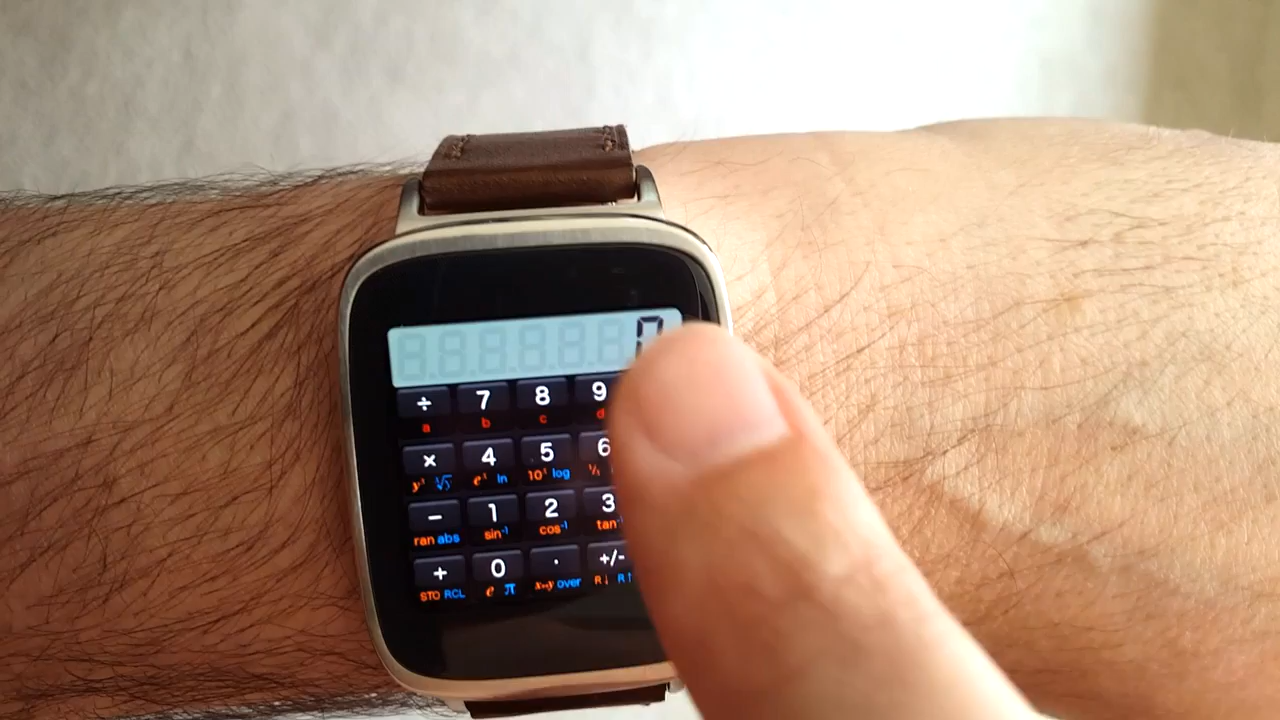 ÷ 7 8 9
a b c d
× 4 5 6
yˣ ˣ√y eˣ ln 10ˣ log ¹/ₓ
− 1 2 3
ran abs sin⁻¹ cos⁻¹ tan⁻¹
+ 0 · +/-
STO RCL e π x↔y over R↓ R↑